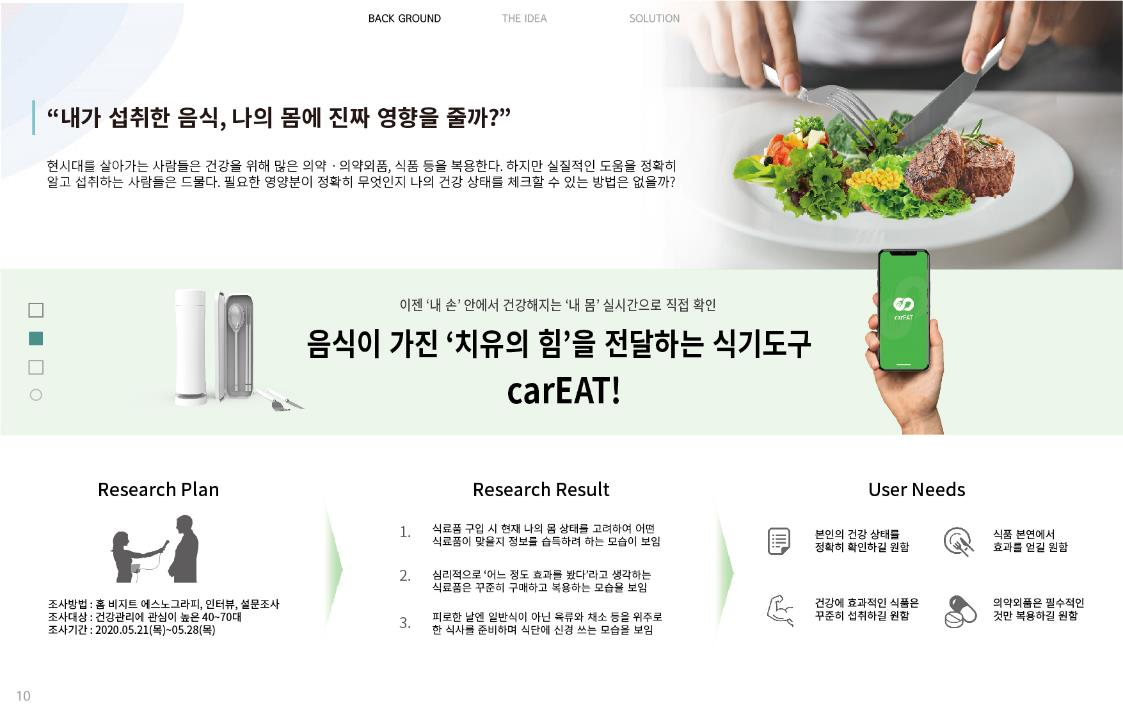 BACK GROUND
THE IDEA
SOLUTION
“내가 섭취한 음식, 나의 몸에 진짜 영향을 줄까?”
현시대를 살아가는 사람들은 건강을 위해 많은 의약 · 의약외품, 식품 등을 복용한다. 하지만 실질적인 도움을 정확히
알고 섭취하는 사람들은 드물다. 필요한 영양분이 정확히 무엇인지 나의 건강 상태를 체크할 수 있는 방법은 없을까?
이젠 ‘내 손’ 안에서 건강해지는 ‘내 몸’ 실시간으로 직접 확인
음식이 가진 ‘치유의 힘’을 전달하는 식기도구
carEAT!
carEAT
Research Plan
조사방법 : 홈 비지트 에스노그라피, 인터뷰, 설문조사
조사대상 : 건강관리에 관심이 높은 40~70대
조사기간 : 2020.05.21(목)~05.28(목)
Research Result
1. 식료품 구입 시 현재 나의 몸 상태를 고려하여 어떤
식료품이 맞을지 정보를 습득하려 하는 모습이 보임
2. 심리적으로 ‘어느 정도 효과를 봤다’라고 생각하는
식료품은 꾸준히 구매하고 복용하는 모습을 보임
3. 피로한 날엔 일반식이 아닌 육류와 채소 등을 위주로
한 식사를 준비하며 식단에 신경 쓰는 모습을 보임
User Needs
본인의 건강 상태를
정확히 확인하길 원함
식품 본연에서
효과를 얻길 원함
건강에 효과적인 식품은
꾸준히 섭취하길 원함
의약외품은 필수적인
것만 복용하길 원함
10